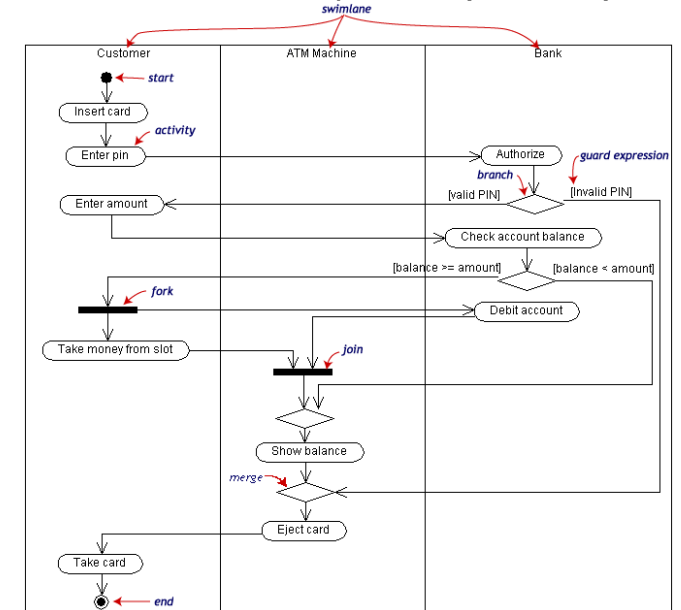 swimlane
Customer
ATM Machine
Bank
start
Insert card
activity
Enter pin
Authorize
guard expression
branch
[valid PIN]
[Invalid PIN]
Enter amount
Check account balance
[balance >= amount]
[balance < amount]
fork
Debit account
Take money from slot
join
Show balance
merge
Eject card
Take card
end